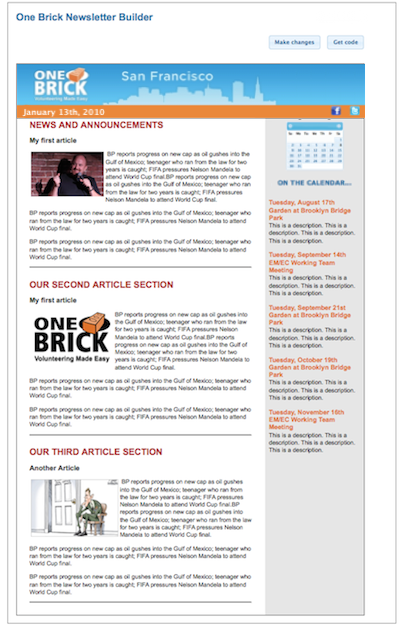 One Brick Newsletter Builder
Make changes
Get code
ONE
BRICK
Volunteering Made Easy
San Francisco
January 13th, 2010
NEWS AND ANNOUNCEMENTS
My first article
BP reports progress on new cap as oil gushes into the
Gulf of Mexico; teenager who ran from the law for two
years is caught; FIFA pressures Nelson Mandela to
attend World Cup final.BP reports progress on new cap
as oil gushes into the Gulf of Mexico; teenager who
ran from the law for two years is caught; FIFA
pressures Nelson Mandela to attend World Cup final.
BP reports progress on new cap as oil gushes into the Gulf of Mexico; teenager who
ran from the law for two years is caught; FIFA pressures Nelson Mandela to attend
World Cup final.
BP reports progress on new cap as oil gushes into the Gulf of Mexico; teenager who
ran from the law for two years is caught; FIFA pressures Nelson Mandela to attend
World Cup final.
OUR SECOND ARTICLE SECTION
My first article
ONE
BRICK
Volunteering Made Easy
BP reports progress on new cap as oil gushes into
the Gulf of Mexico; teenager who ran from the law
for two years is caught; FIFA pressures Nelson
Mandela to attend World Cup final.BP reports
progress on new cap as oil gushes into the Gulf of
Mexico; teenager who ran from the law for two
years is caught; FIFA pressures Nelson Mandela to
attend World Cup final.
BP reports progress on new cap as oil gushes into the Gulf of Mexico; teenager who
ran from the law for two years is caught; FIFA pressures Nelson Mandela to attend
World Cup final.
BP reports progress on new cap as oil gushes into the Gulf of Mexico; teenager who
ran from the law for two years is caught; FIFA pressures Nelson Mandela to attend
World Cup final.
OUR THIRD ARTICLE SECTION
Another Article
BP reports progress on new cap as oil gushes
into the Gulf of Mexico; teenager who ran from
the law for two years is caught; FIFA pressures
Nelson Mandela to attend World Cup final.BP
reports progress on new cap as oil gushes into
the Gulf of Mexico; teenager who ran from the law
for two years is caught; FIFA pressures Nelson
Mandela to attend World Cup final.
BP reports progress on new cap as oil gushes into the Gulf of Mexico; teenager who
ran from the law for two years is caught; FIFA pressures Nelson Mandela to attend
World Cup final.
BP reports progress on new cap as oil gushes into the Gulf of Mexico; teenager who
ran from the law for two years is caught; FIFA pressures Nelson Mandela to attend
World Cup final.
ON THE CALENDAR...
Tuesday, August 17th
Garden at Brooklyn Bridge
Park
This is a description. This is a
description. This is a
description.
Tuesday, September 14th
EM/EC Working Team
Meeting
This is a description. This is a
description. This is a
description.
Tuesday, September 21st
Garden at Brooklyn Bridge
Park
This is a description. This is a
description. This is a
description.
Tuesday, October 19th
Garden at Brooklyn Bridge
Park
This is a description. This is a
description. This is a
description.
Tuesday, November 16th
EM/EC Working Team
Meeting
This is a description. This is a
description. This is a
description.